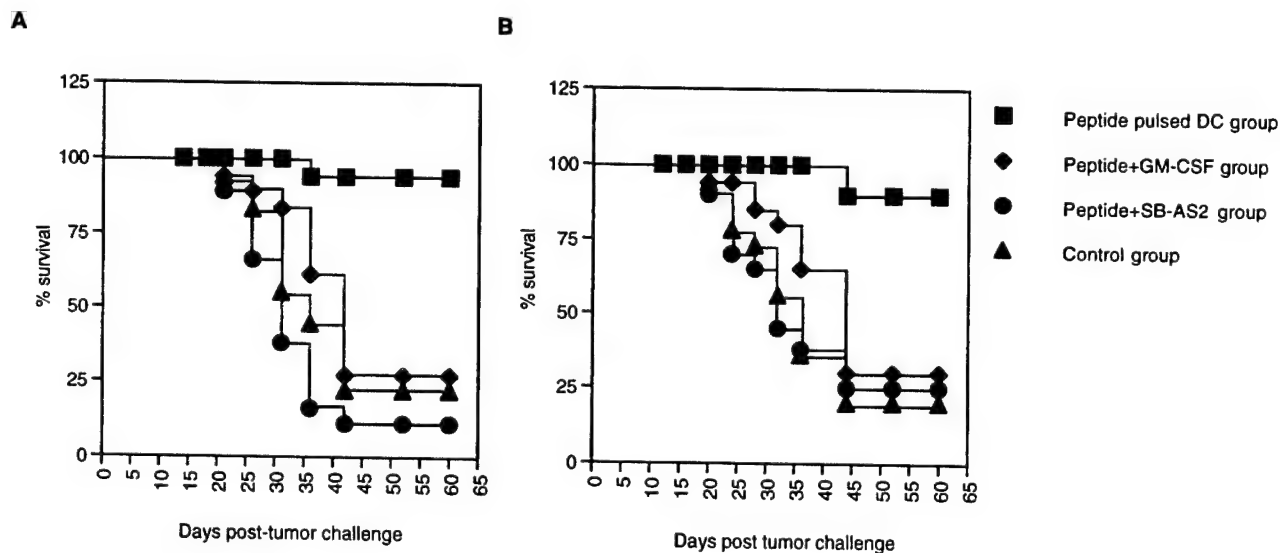 A
B
125
100
75
50
25
0
% survival
0 5 10 15 20 25 30 35 40 45 50 55 60 65
Days post-tumor challenge
125
100
75
50
25
0
% survival
0 5 10 15 20 25 30 35 40 45 50 55 60 65
Days post tumor challenge
Peptide pulsed DC group
Peptide+GM-CSF group
Peptide+SB-AS2 group
Control group